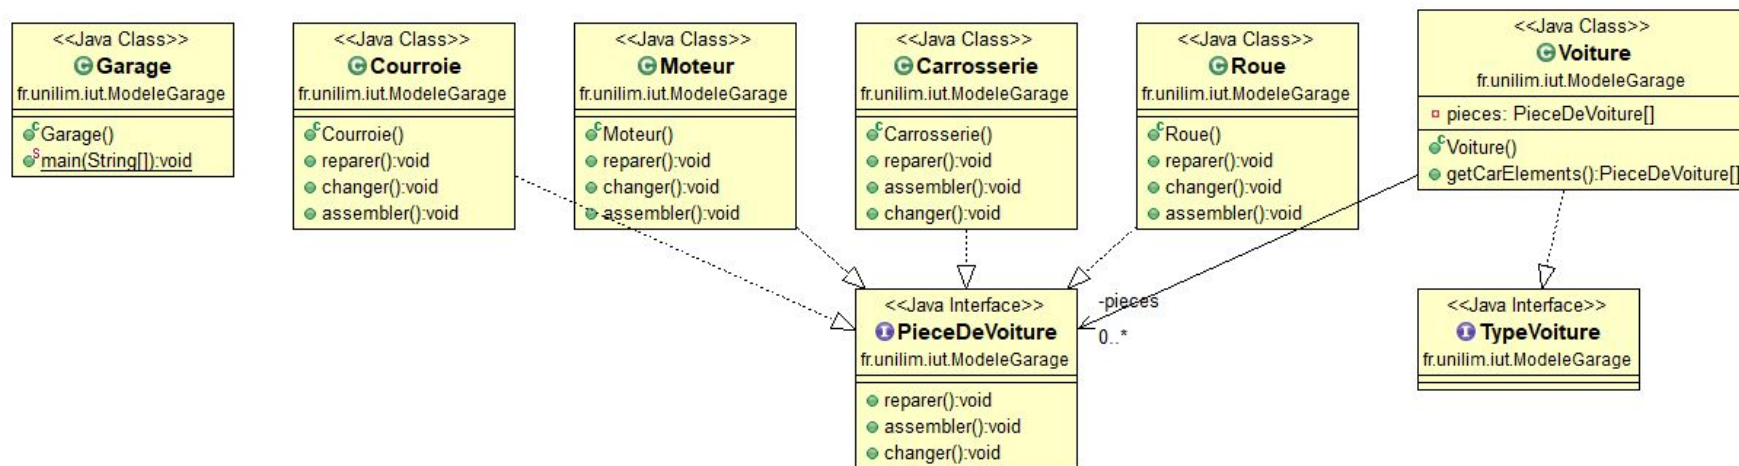 <<Java Class>>
Garage
fr.unilim.iut.ModeleGarage
Garage()
main(String[]):void
<<Java Class>>
Courroie
fr.unilim.iut.ModeleGarage
Courroie()
reparer():void
changer():void
assembler():void
<<Java Class>>
Moteur
fr.unilim.iut.ModeleGarage
Moteur()
reparer():void
changer():void
assembler():void
<<Java Class>>
Carrosserie
fr.unilim.iut.ModeleGarage
Carrosserie()
reparer():void
assembler():void
changer():void
<<Java Class>>
Roue
fr.unilim.iut.ModeleGarage
Roue()
reparer():void
changer():void
assembler():void
<<Java Class>>
Voiture
fr.unilim.iut.ModeleGarage
pieces: PieceDeVoiture[]
Voiture()
getCarElements():PieceDeVoiture[]
<<Java Interface>>
PieceDeVoiture
fr.unilim.iut.ModeleGarage
reparer():void
assembler():void
changer():void
-pieces
0..*
<<Java Interface>>
TypeVoiture
fr.unilim.iut.ModeleGarage